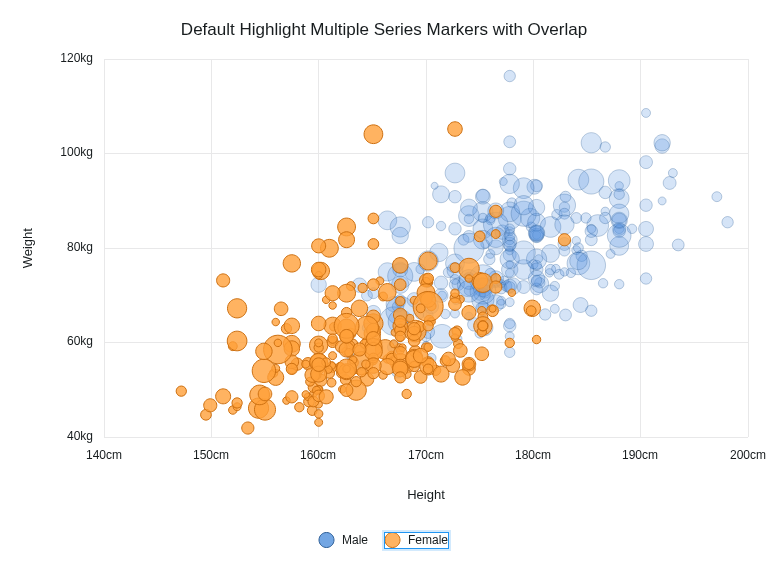 Default Highlight Multiple Series Markers with Overlap
120kg
100kg
80kg
60kg
40kg
Weight
140cm 150cm 160cm 170cm 180cm 190cm 200cm
Height
Male Female